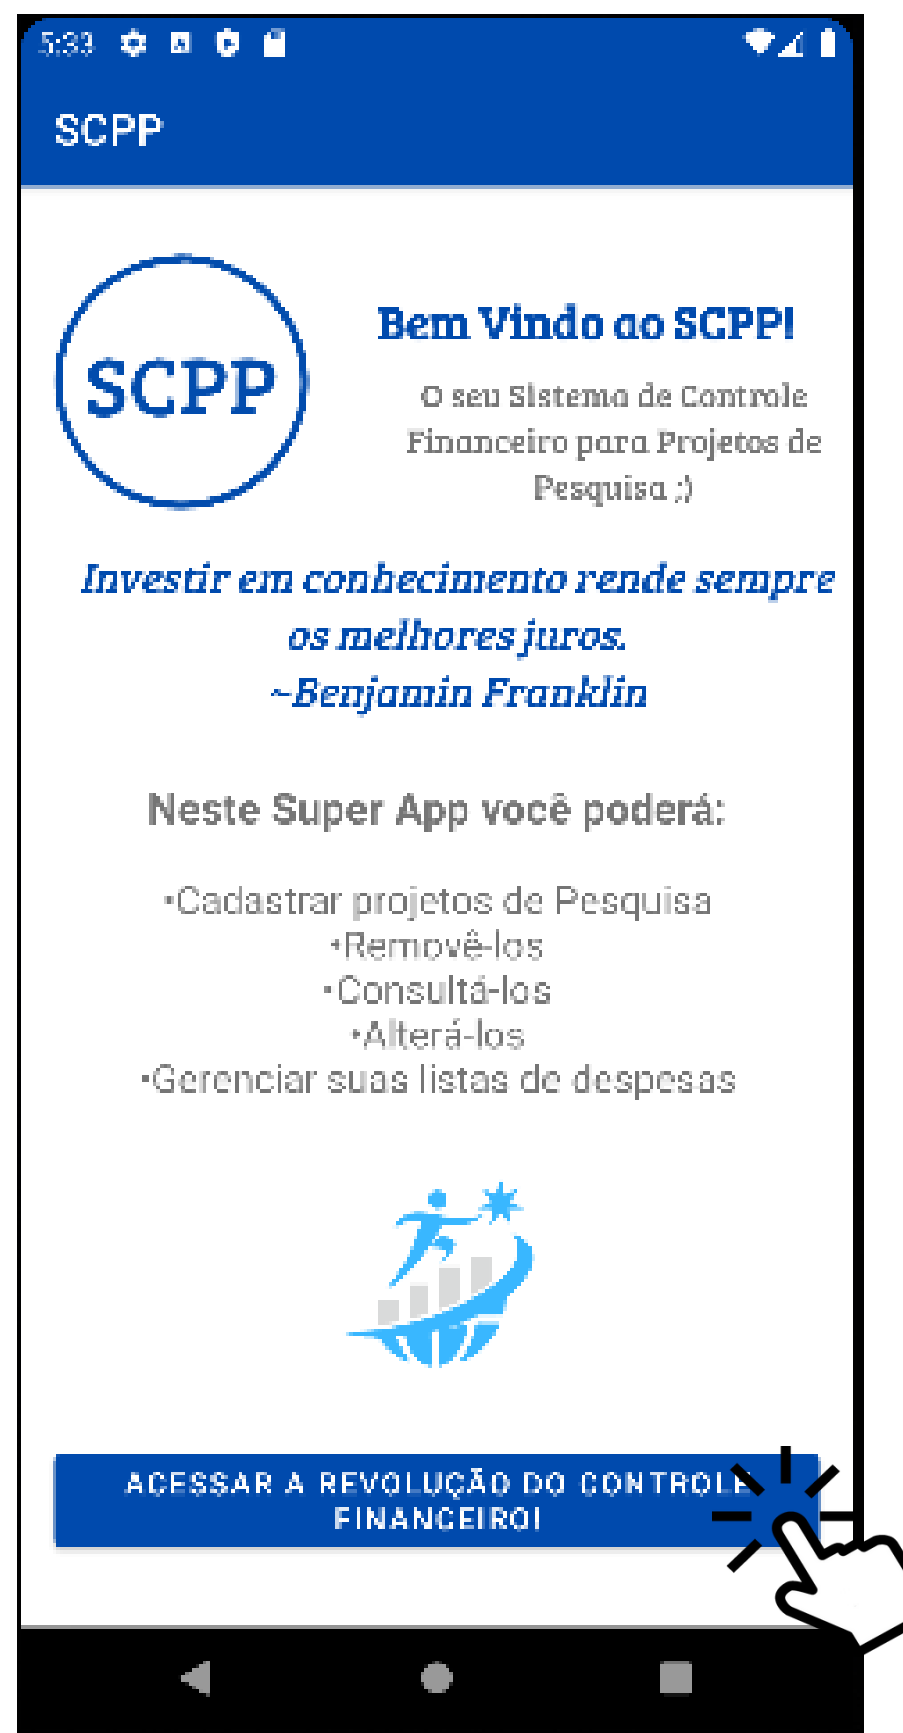 5:33
SCPP
SCPP
Bem Vindo ao SCPP!
O seu Sistema de Controle
Financeiro para Projetos de
Pesquisa ;)
Investir em conhecimento rende sempre
os melhores juros.
~Benjamin Franklin
Neste Super App você poderá:
•Cadastrar projetos de Pesquisa
•Removê-los
•Consultá-los
•Alterá-los
•Gerenciar suas listas de despesas
ACESSAR A REVOLUÇÃO DO CONTROLE
FINANCEIRO!